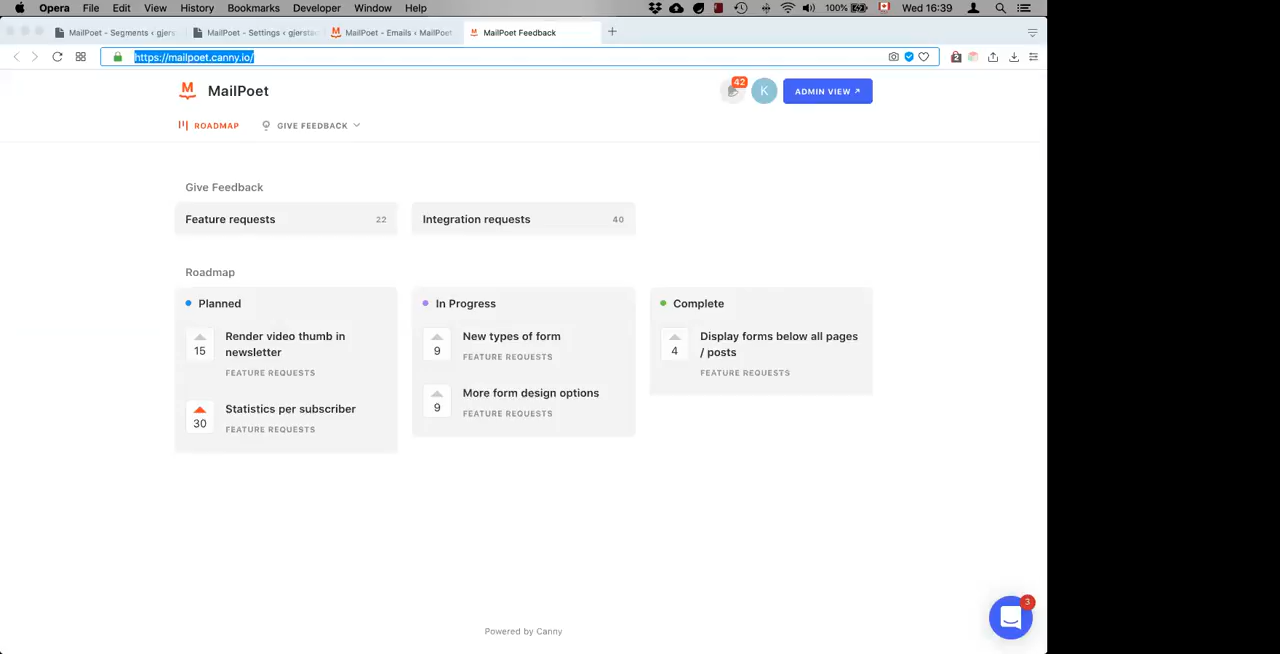 Opera File Edit View History Bookmarks Developer Window Help 100% Wed 16:39
MailPoet - Segments ‹ gjers MailPoet - Settings ‹ gjerstac MailPoet - Emails ‹ MailPoet MailPoet Feedback
https://mailpoet.canny.io/ 2
MailPoet 42 K ADMIN VIEW ↗
ROADMAP GIVE FEEDBACK
Give Feedback
Feature requests 22 Integration requests 40
Roadmap
Planned
Render video thumb in
newsletter
15
FEATURE REQUESTS
Statistics per subscriber
30
FEATURE REQUESTS
In Progress
New types of form
9
FEATURE REQUESTS
More form design options
9
FEATURE REQUESTS
Complete
Display forms below all pages
/ posts
4
FEATURE REQUESTS
3
Powered by Canny